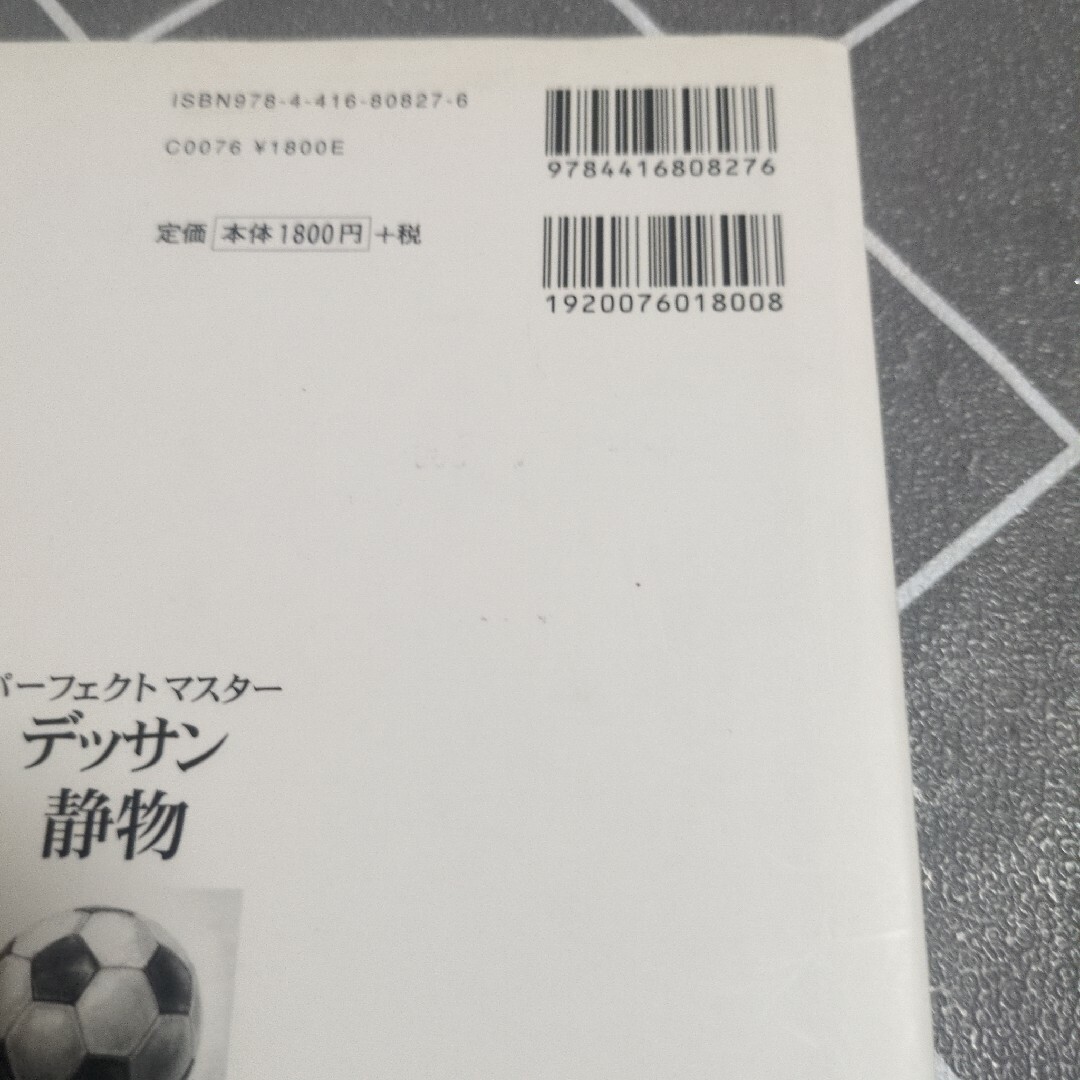 ISBN978-4-416-80827-6
C0076 ¥1800E
定価 本体1800円 +税
9784416808276
1920076018008
パーフェクトマスター
デッサン
静物